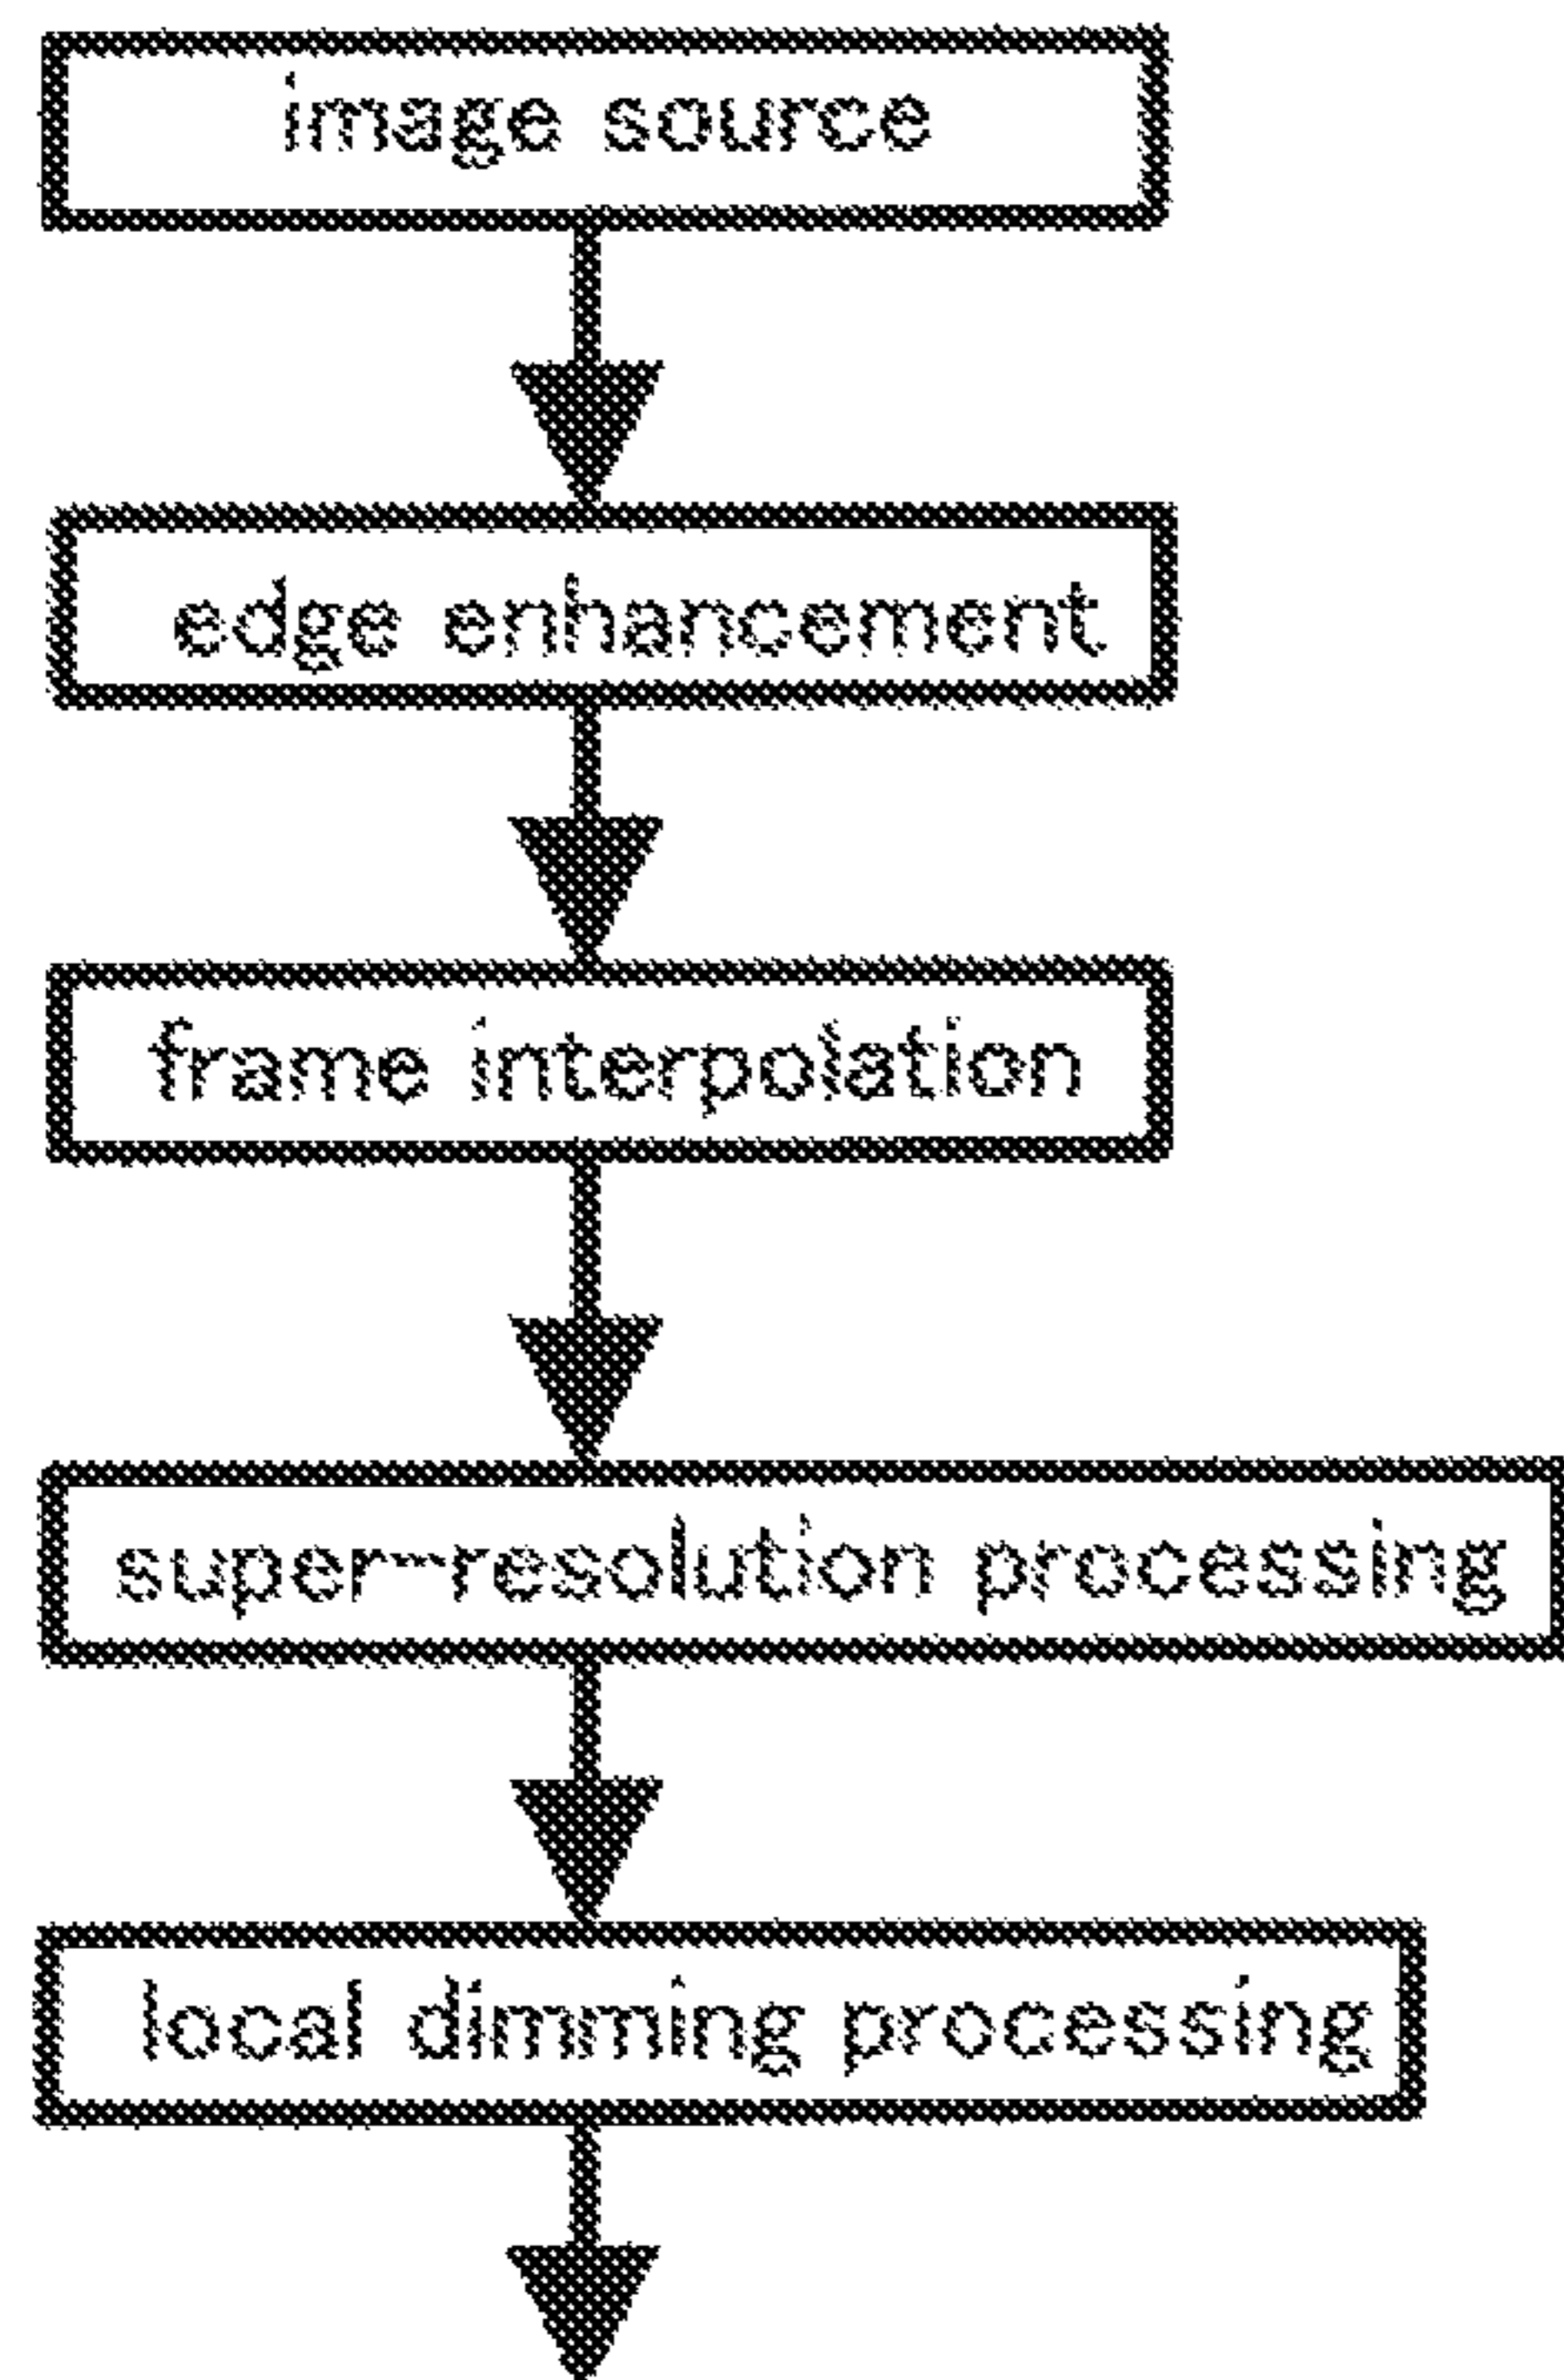 image source
edge enhancement
frame interpolation
super-resolution processing
local dimming processing